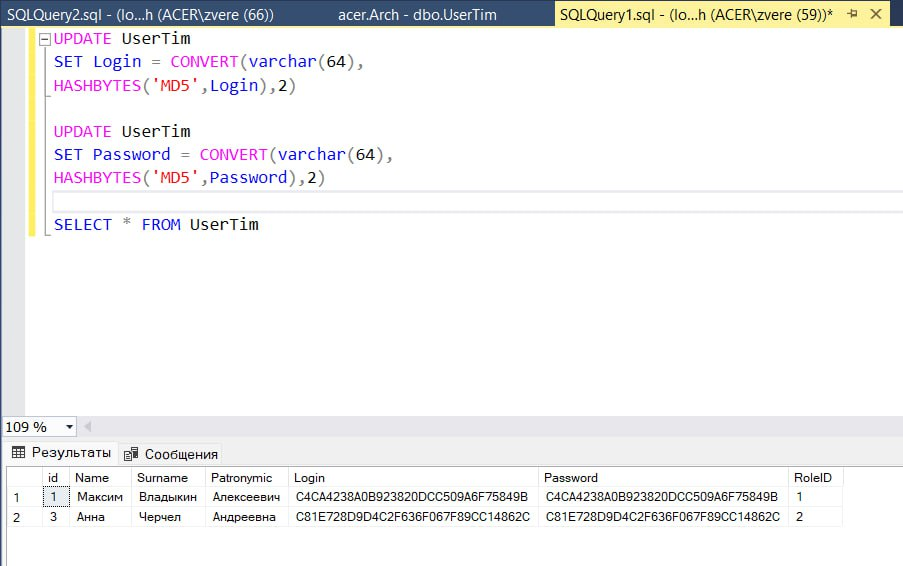 SQLQuery2.sql - (lo...h (ACER\zvere (66))
acer.Arch - dbo.UserTim
SQLQuery1.sql - (lo...h (ACER\zvere (59))*
UPDATE UserTim
SET Login = CONVERT(varchar(64),
HASHBYTES('MD5',Login),2)
UPDATE UserTim
SET Password = CONVERT(varchar(64),
HASHBYTES('MD5',Password),2)
SELECT * FROM UserTim
109 %
Результаты
Сообщения
id Name Surname Patronymic Login Password RoleID
1 1 Максим Владыкин Алексеевич C4CA4238A0B923820DCC509A6F75849B C4CA4238A0B923820DCC509A6F75849B 1
2 3 Анна Черчел Андреевна C81E728D9D4C2F636F067F89CC14862C C81E728D9D4C2F636F067F89CC14862C 2